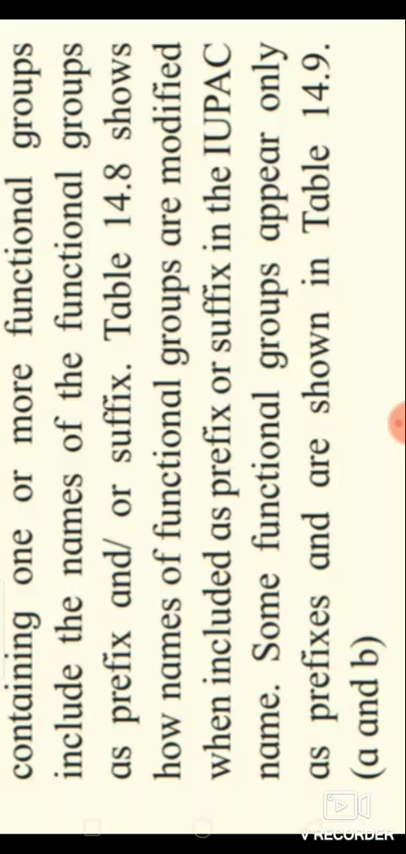 containing one or more functional groups
include the names of the functional groups
as prefix and/ or suffix. Table 14.8 shows
how names of functional groups are modified
when included as prefix or suffix in the IUPAC
name. Some functional groups appear only
as prefixes and are shown in Table 14.9.
(a and b)
V RECORDER